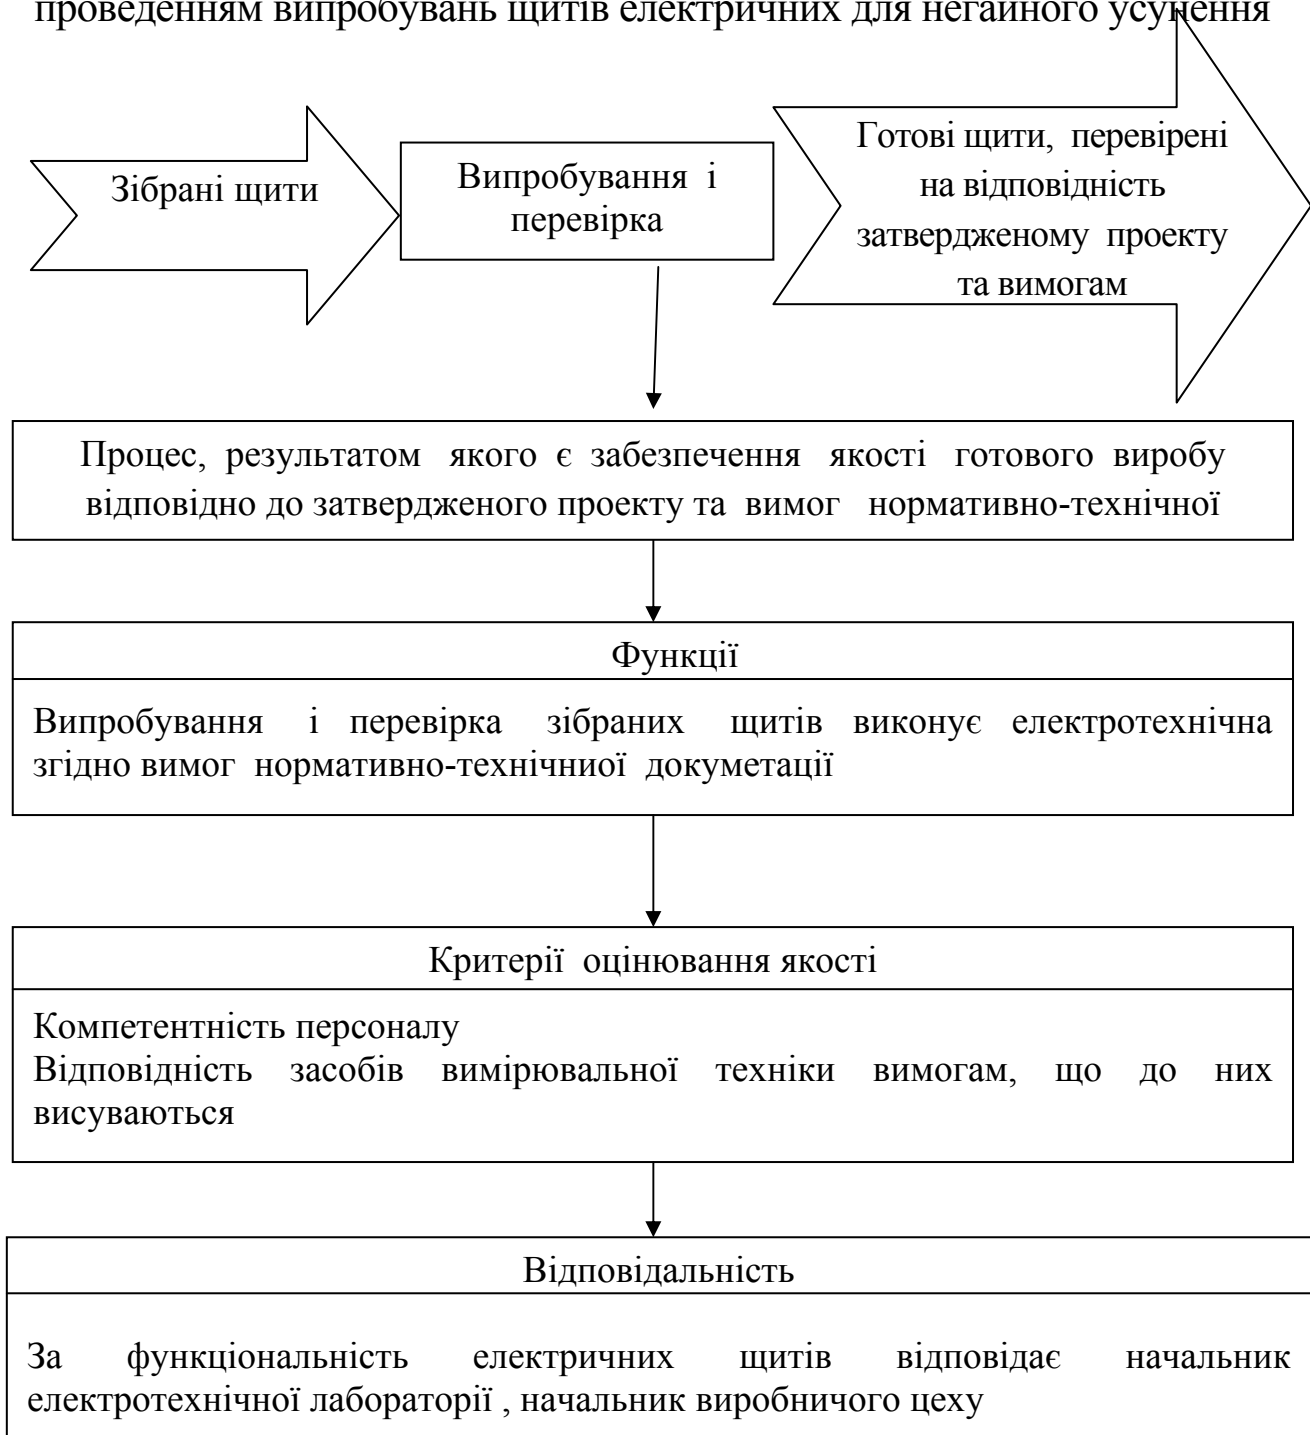 проведенням випробувань щитів електричних для негайного усунення
Зібрані щити
Випробування і
перевірка
Готові щити, перевірені
на відповідність
затвердженому проекту
та вимогам
Процес, результатом якого є забезпечення якості готового виробу
відповідно до затвердженого проекту та вимог нормативно-технічної
Функції
Випробування і перевірка зібраних щитів виконує електротехнічна
згідно вимог нормативно-технічниої докуметації
Критерії оцінювання якості
Компетентність персоналу
Відповідність засобів вимірювальної техніки вимогам, що до них
висуваються
Відповідальність
За функціональність електричних щитів відповідає начальник
електротехнічної лабораторії , начальник виробничого цеху